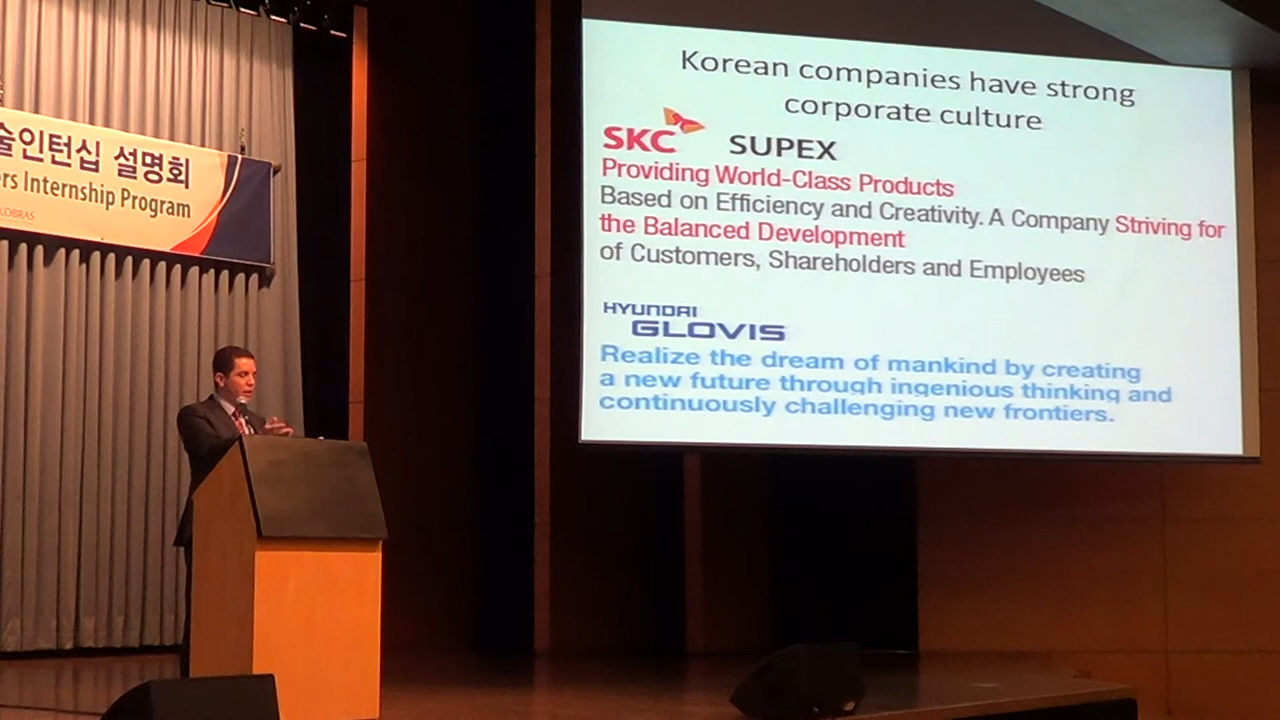 술인턴십 설명회
ers Internship Program
KOBRAS
Korean companies have strong
corporate culture
SKC SUPEX
Providing World-Class Products
Based on Efficiency and Creativity. A Company Striving for
the Balanced Development
of Customers, Shareholders and Employees
HYUNDAI
GLOVIS
Realize the dream of mankind by creating
a new future through ingenious thinking and
continuously challenging new frontiers.